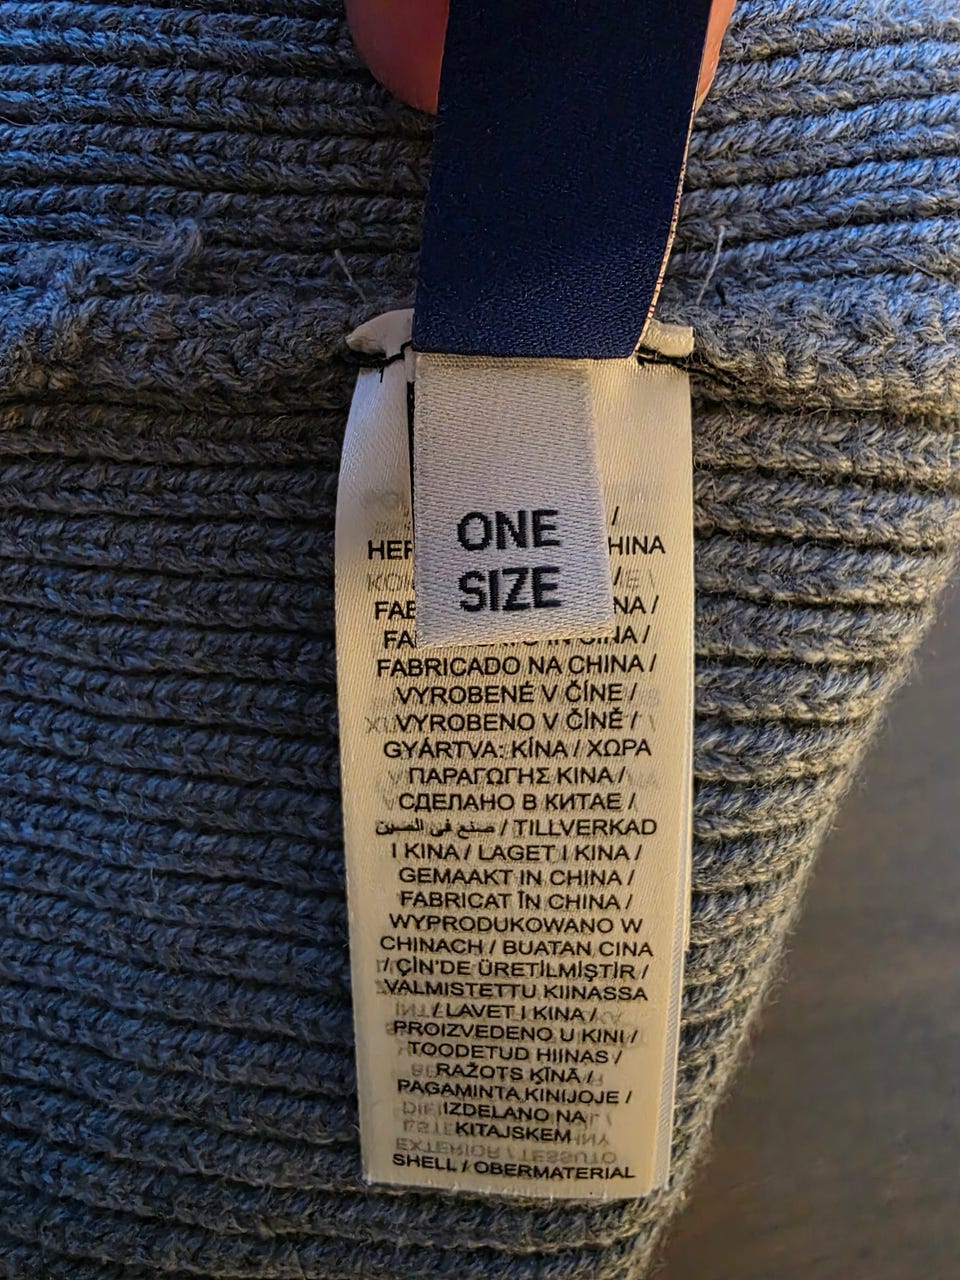 ONE
SIZE
/
HINA
/
NA /
FABRICADO NA CHINA /
VYROBENÉ V ČÍNE /
VYROBENO V ČÍNĚ /
GYÁRTVA: KÍNA / ΧΩΡΑ
ΠΑΡΑΓΩΓΗΣ ΚΙΝΑ /
СДЕЛАНО В КИТАЕ /
صنع في الصين / TILLVERKAD
I KINA / LAGET I KINA /
GEMAAKT IN CHINA /
FABRICAT ÎN CHINA /
WYPRODUKOWANO W
CHINACH / BUATAN CINA
/ ÇİN'DE ÜRETİLMİŞTİR /
VALMISTETTU KIINASSA
/ LAVET I KINA /
PROIZVEDENO U KINI /
TOODETUD HIINAS /
RAŽOTS ĶĪNĀ /
PAGAMINTA KINIJOJE /
IZDELANO NA
KITAJSKEM
SHELL / OBERMATERIAL